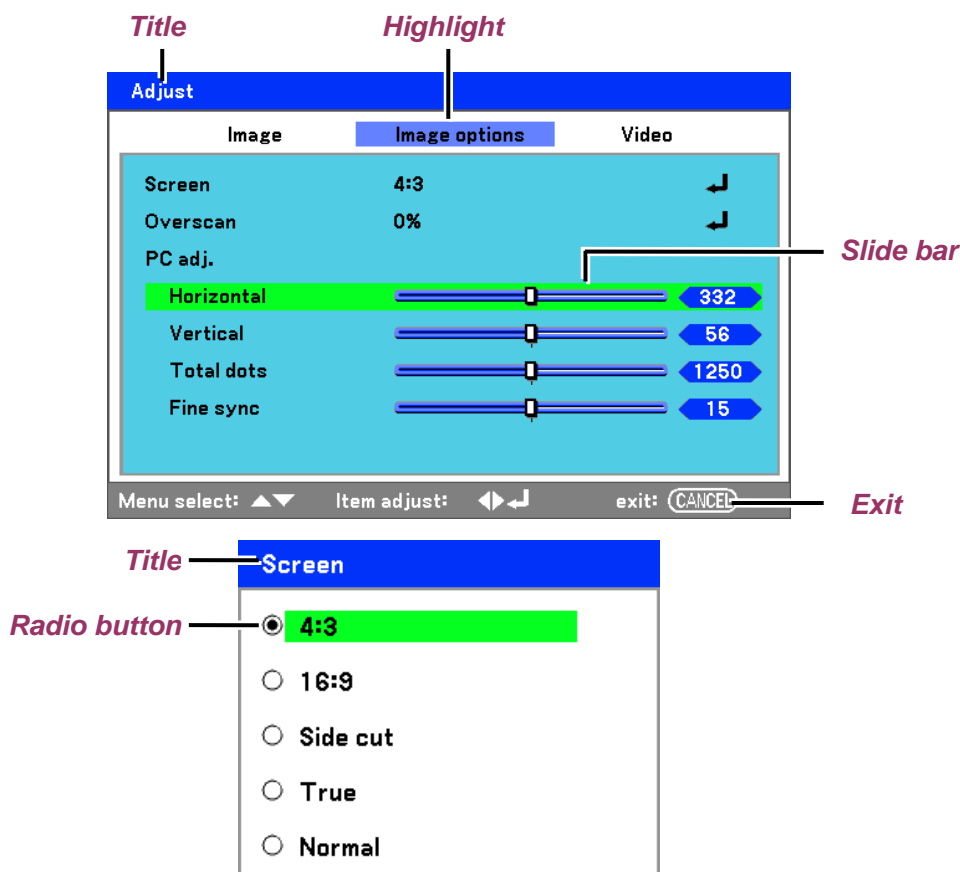 Title Highlight
Adjust
Image Image options Video
Screen 4:3
Overscan 0%
PC adj.
Slide bar
Horizontal 332
Vertical 56
Total dots 1250
Fine sync 15
Menu select: Item adjust: exit: CANCEL
Exit
Title
Screen
Radio button
4:3
16:9
Side cut
True
Normal